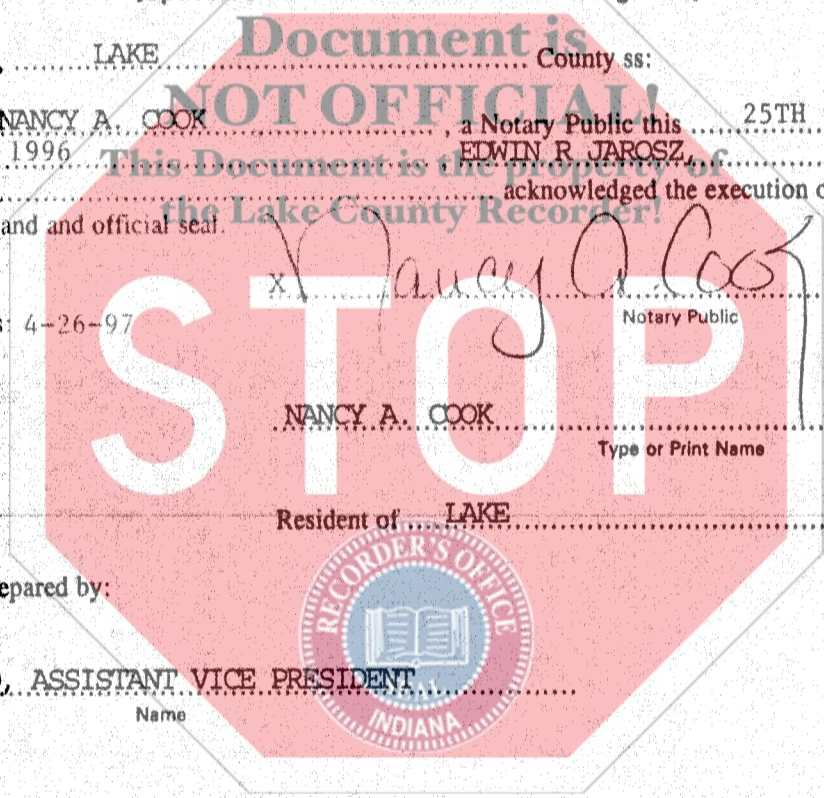 Document is
LAKE County ss:
NOT OFFICIAL!
NANCY A. COOK , a Notary Public this 25TH
1996 , EDWIN R JAROSZ,
This Document is the property of
acknowledged the execution
the Lake County Recorder!
and and official seal.
X Nancy A. Cook
Notary Public
4-26-97
STOP
NANCY A. COOK
Type or Print Name
Resident of LAKE
RECORDER'S OFFICE
epared by:
, ASSISTANT VICE PRESIDENT
Name
INDIANA